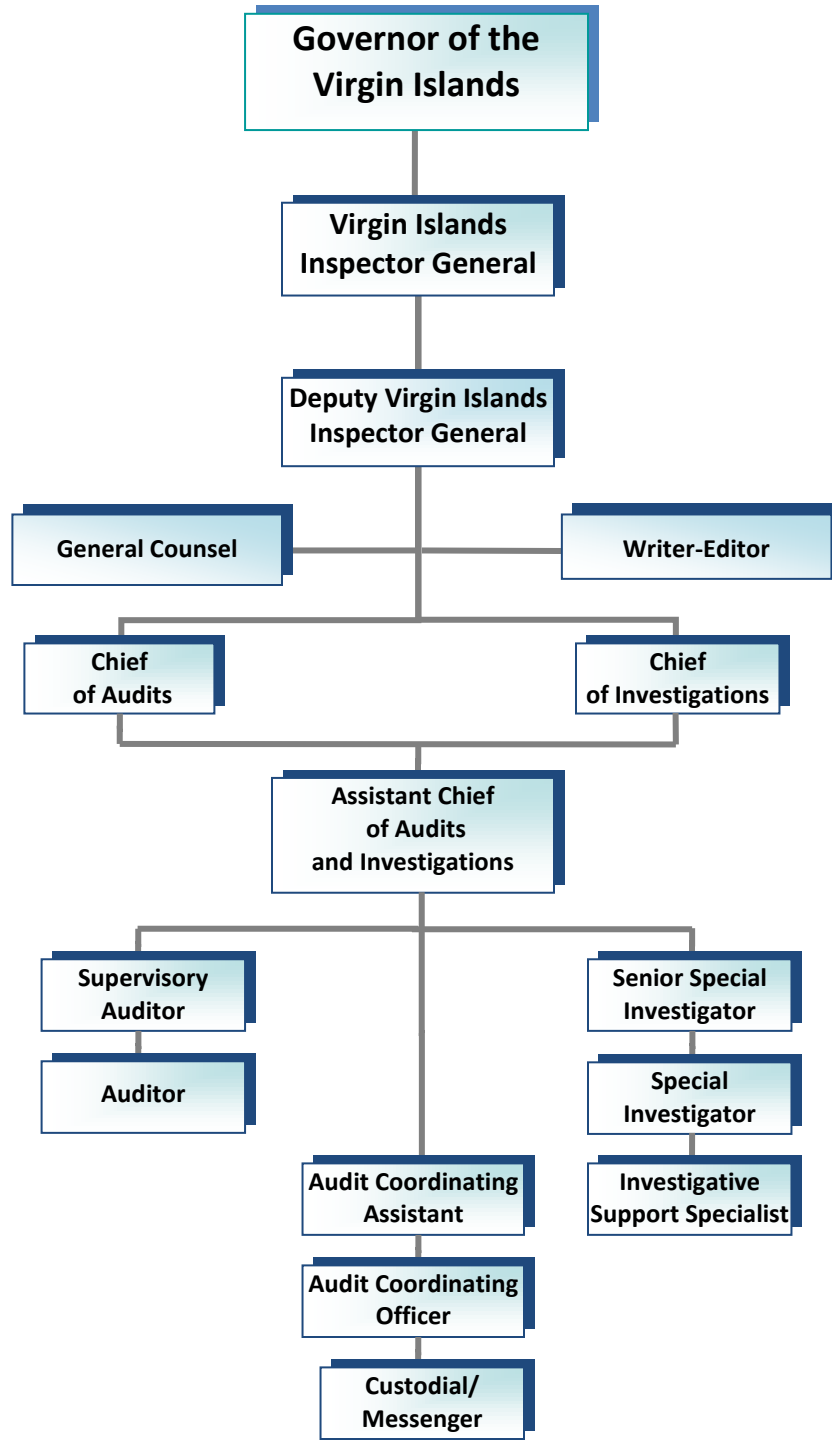 Governor of the
Virgin Islands
Virgin Islands
Inspector General
Deputy Virgin Islands
Inspector General
General Counsel
Writer-Editor
Chief
of Audits
Chief
of Investigations
Assistant Chief
of Audits
and Investigations
Supervisory
Auditor
Senior Special
Investigator
Auditor
Special
Investigator
Audit Coordinating
Assistant
Investigative
Support Specialist
Audit Coordinating
Officer
Custodial/
Messenger